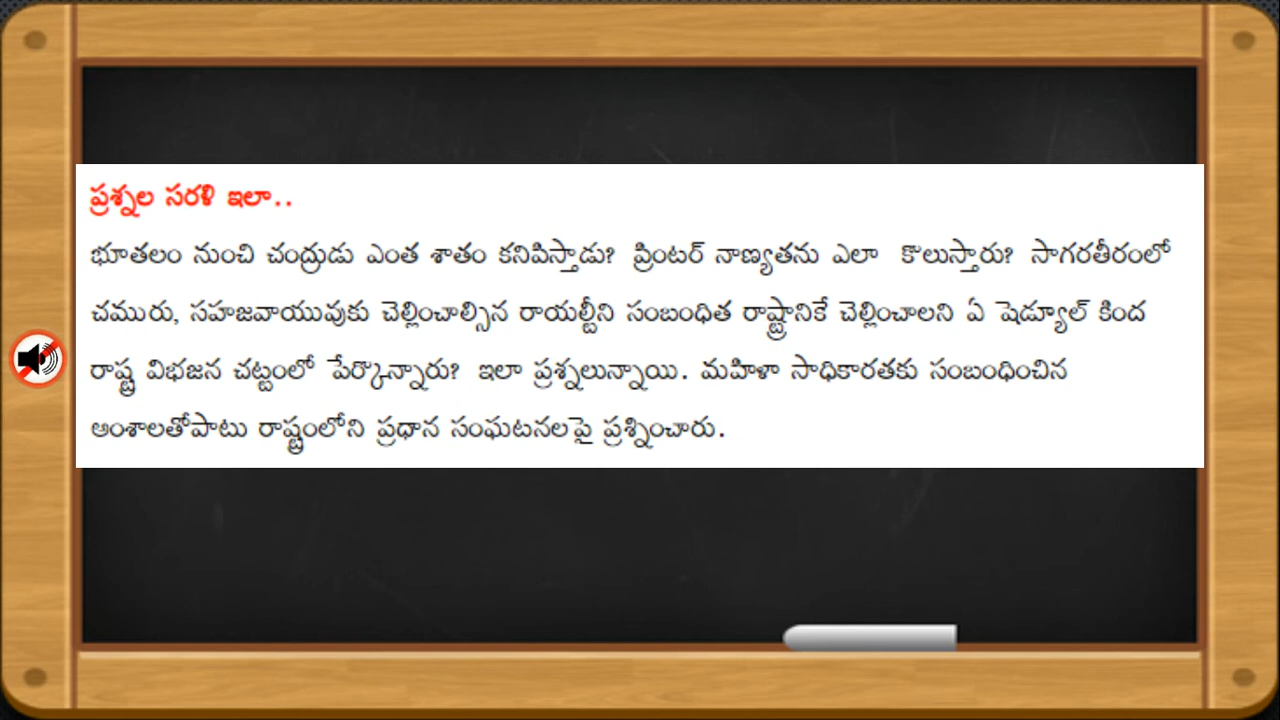 ప్రశ్నల సరళి ఇలా..
భూతలం నుంచి చంద్రుడు ఎంత శాతం కనిపిస్తాడు? ప్రింటర్ నాణ్యతను ఎలా కొలుస్తారు? సాగరతీరంలో
చమురు, సహజవాయువుకు చెల్లించాల్సిన రాయల్టీని సంబంధిత రాష్ట్రానికే చెల్లించాలని ఏ షెడ్యూల్ కింద
రాష్ట్ర విభజన చట్టంలో పేర్కొన్నారు? ఇలా ప్రశ్నలున్నాయి. మహిళా సాధికారతకు సంబంధించిన
అంశాలతోపాటు రాష్ట్రంలోని ప్రధాన సంఘటనలపై ప్రశ్నించారు.